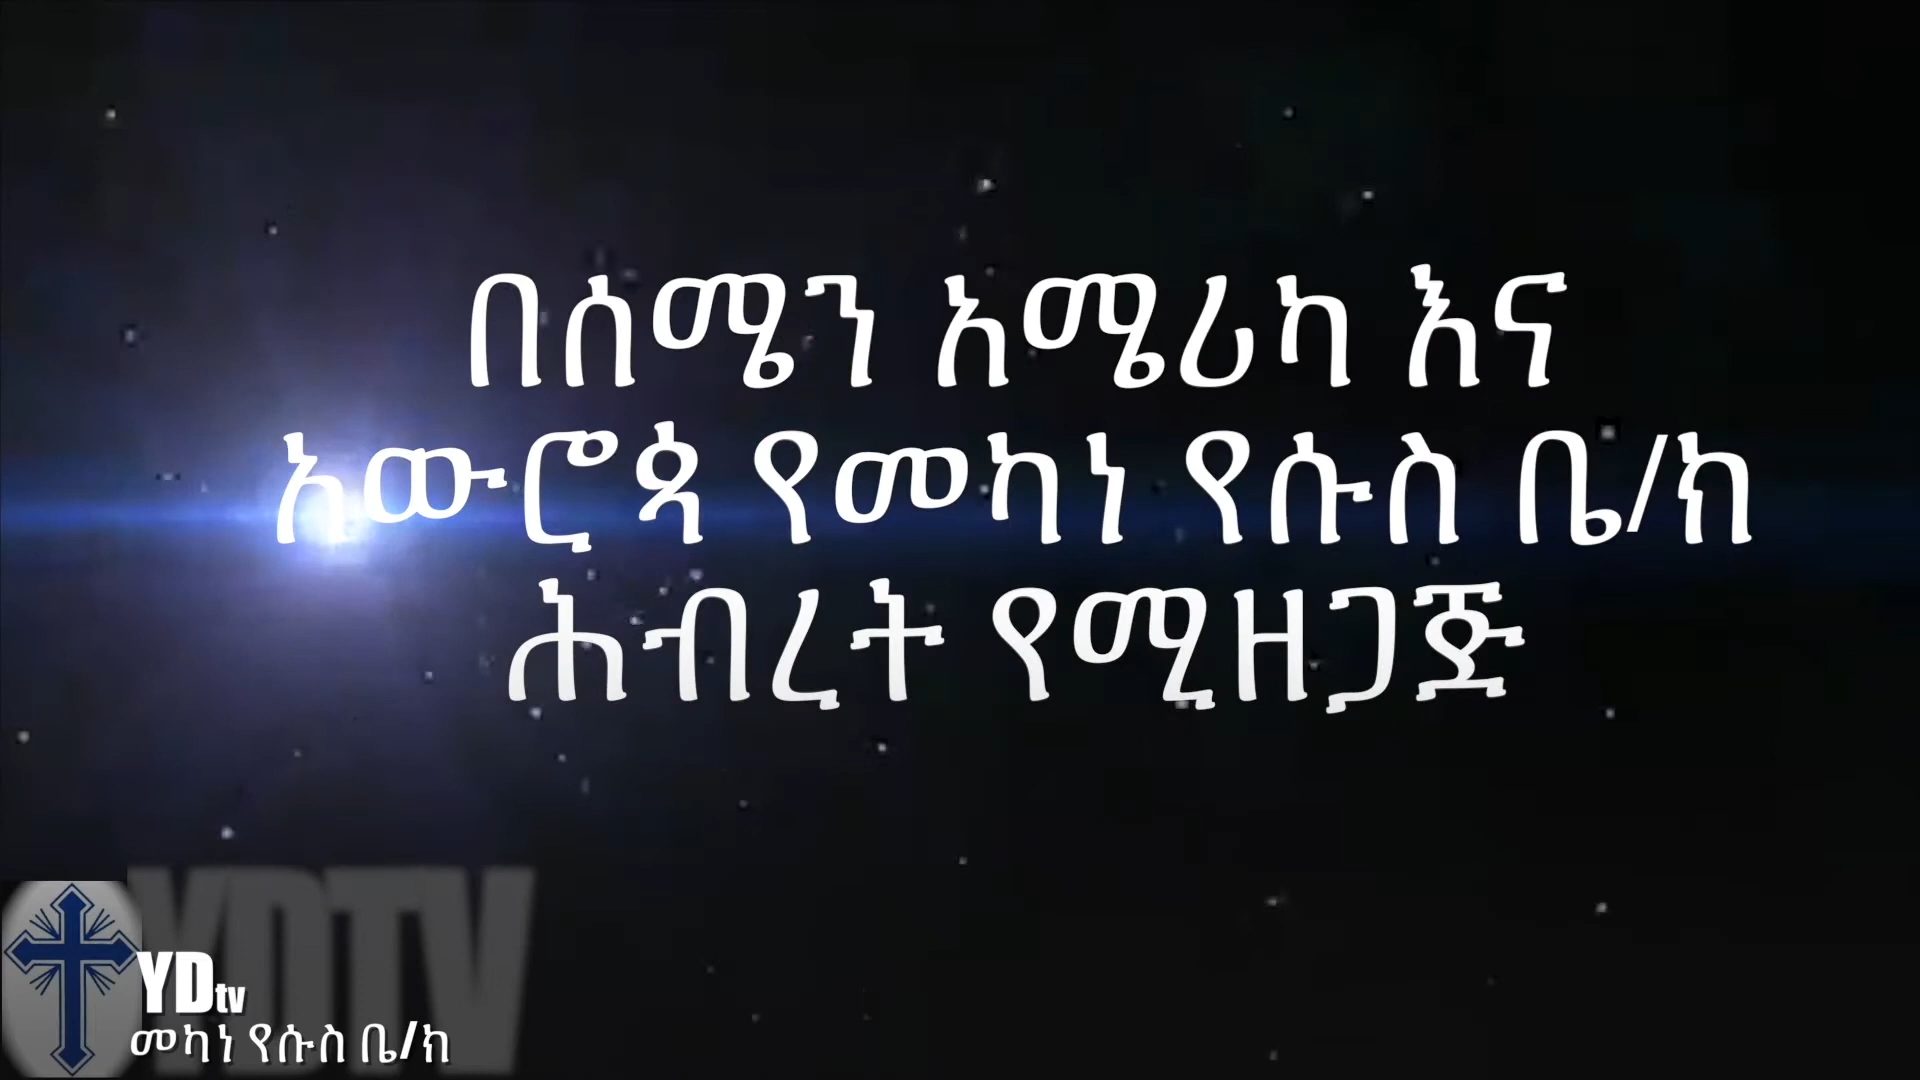 በሰሜን አሜሪካ እና
አውሮጳ የመካነ የሱስ ቤ/ክ
ሕብረት የሚዘጋጅ
YDTV
YDtv
መካነ የሱስ ቤ/ክ